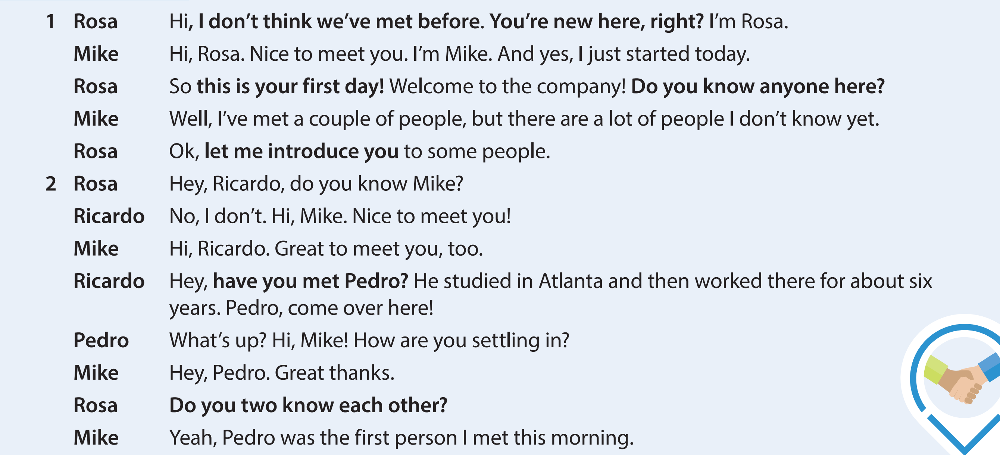 1 Rosa Hi, I don’t think we’ve met before. You’re new here, right? I’m Rosa.
Mike Hi, Rosa. Nice to meet you. I’m Mike. And yes, I just started today.
Rosa So this is your first day! Welcome to the company! Do you know anyone here?
Mike Well, I’ve met a couple of people, but there are a lot of people I don’t know yet.
Rosa Ok, let me introduce you to some people.
2 Rosa Hey, Ricardo, do you know Mike?
Ricardo No, I don’t. Hi, Mike. Nice to meet you!
Mike Hi, Ricardo. Great to meet you, too.
Ricardo Hey, have you met Pedro? He studied in Atlanta and then worked there for about six
years. Pedro, come over here!
Pedro What’s up? Hi, Mike! How are you settling in?
Mike Hey, Pedro. Great thanks.
Rosa Do you two know each other?
Mike Yeah, Pedro was the first person I met this morning.